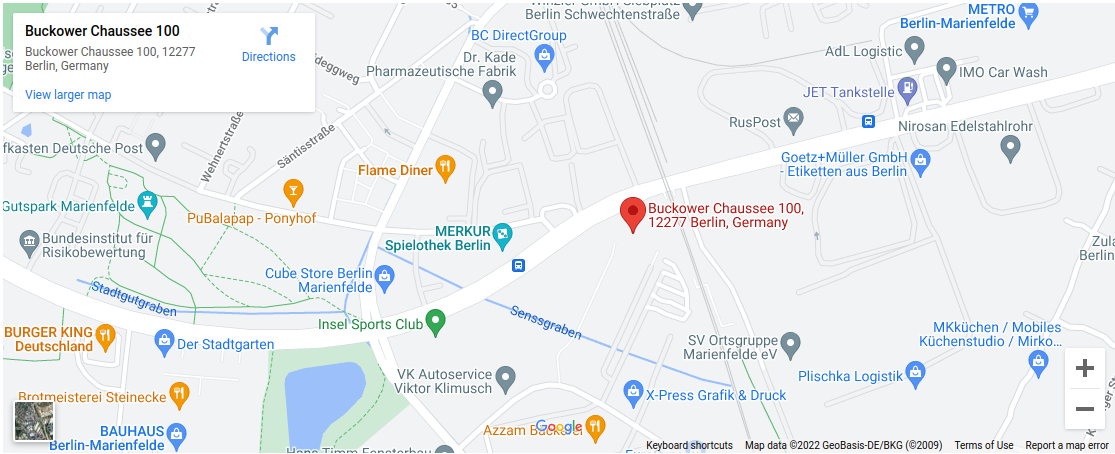 Buckower Chaussee 100
Buckower Chaussee 100, 12277
Berlin, Germany
Directions
View larger map
Berlin Schwechtenstraße
METRO
Berlin-Marienfelde
BC DirectGroup
AdL Logistic
Dr. Kade
Pharmazeutische Fabrik
IMO Car Wash
JET Tankstelle
RusPost
Nirosan Edelstahlrohr
Wehnertstraße
Säntisstraße
Deutsche Post
Flame Diner
Goetz+Müller GmbH
- Etiketten aus Berlin
Gutspark Marienfelde
PuBalapap - Ponyhof
Buckower Chaussee 100,
12277 Berlin, Germany
MERKUR
Spielothek Berlin
Bundesinstitut für
Risikobewertung
Cube Store Berlin
Marienfelde
Stadtgutgraben
Senssgraben
Insel Sports Club
BURGER KING
Deutschland
Der Stadtgarten
SV Ortsgruppe
Marienfelde eV
MKküchen / Mobiles
Küchenstudio / Mirko...
VK Autoservice
Viktor Klimusch
Plischka Logistik
X-Press Grafik & Druck
Brotmeisterei Steinecke
BAUHAUS
Berlin-Marienfelde
Azzam Bäckerei
Google
Keyboard shortcuts
Map data ©2022 GeoBasis-DE/BKG (©2009)
Terms of Use
Report a map error